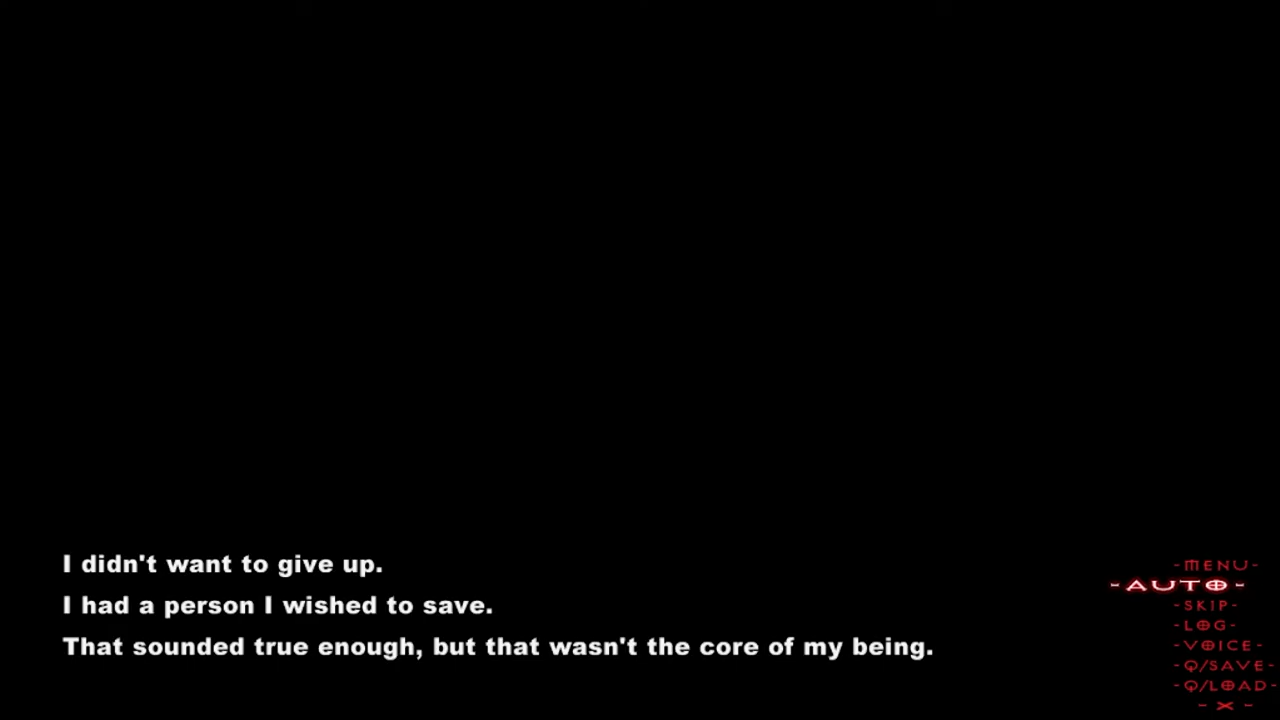 I didn't want to give up.
I had a person I wished to save.
That sounded true enough, but that wasn't the core of my being.
-MENU-
-AUTO-
-SKIP-
-LOG-
-VOICE-
-Q/SAVE-
-Q/LOAD-
-X-